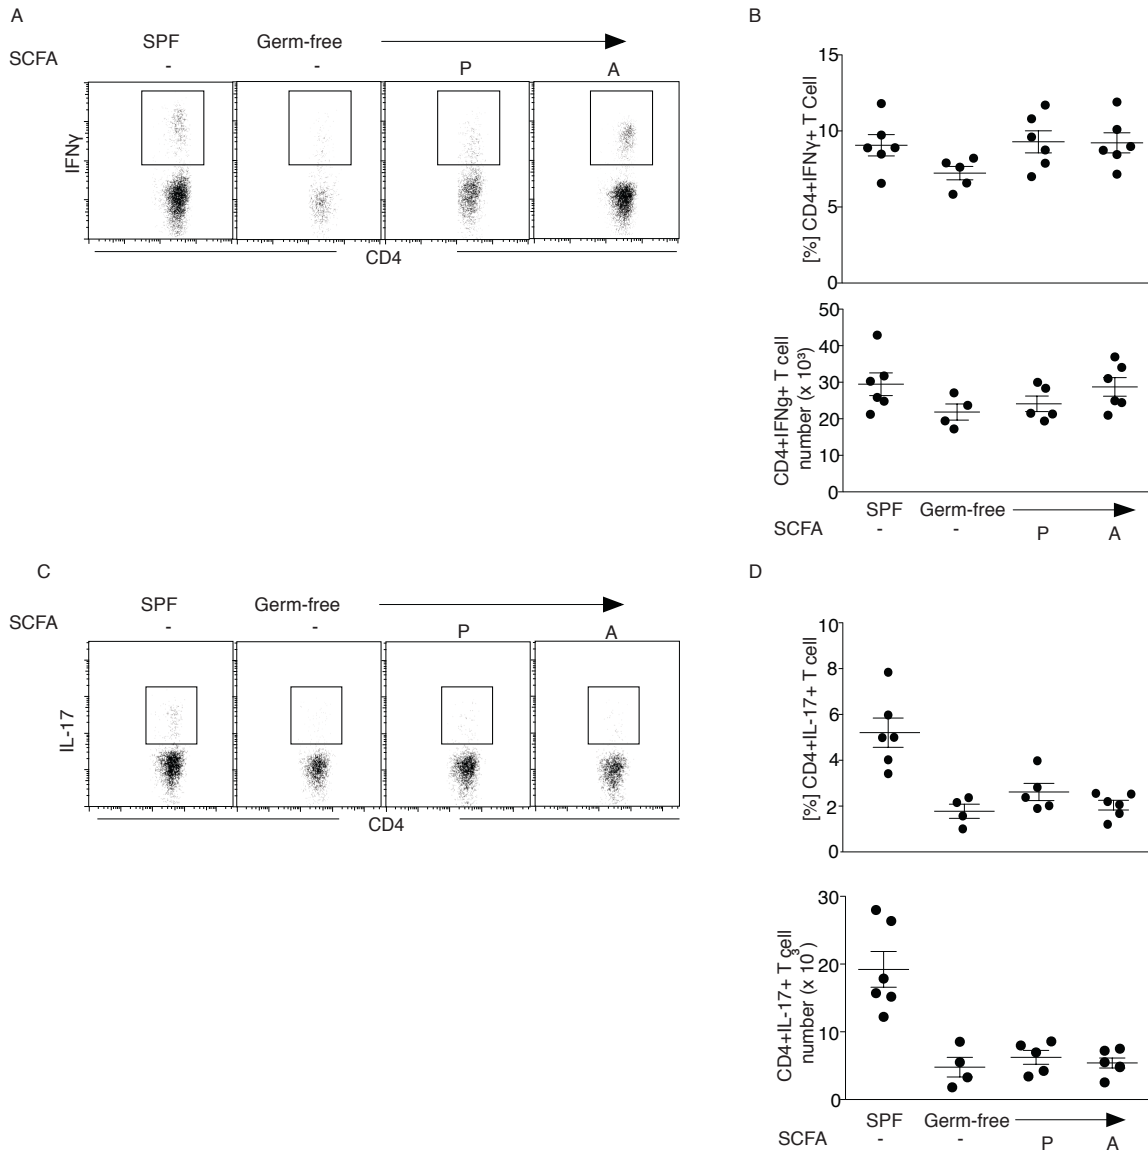 A
SPF Germ-free
SCFA - - P A
IFNγ
CD4
B
15
10
5
0
[%] CD4+IFNγ+ T Cell
50
40
30
20
10
0
CD4+IFNg+ T cell
number (x 10³)
SPF Germ-free
SCFA - - P A
C
SPF Germ-free
SCFA - - P A
IL-17
CD4
D
10
8
6
4
2
0
[%] CD4+IL-17+ T cell
30
20
10
0
CD4+IL-17+ T cell
number (x 10³)
SPF Germ-free
SCFA - - P A